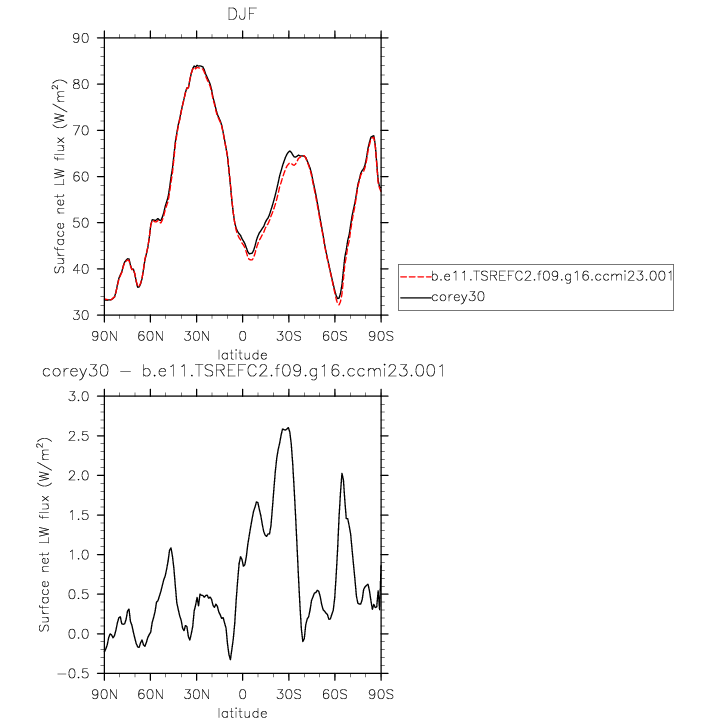 DJF
90
80
70
60
50
40
30
Surface net LW flux (W/m²)
90N 60N 30N 0 30S 60S 90S
latitude
b.e11.TSREFC2.f09.g16.ccmi23.001
corey30
corey30 − b.e11.TSREFC2.f09.g16.ccmi23.001
3.0
2.5
2.0
1.5
1.0
0.5
0.0
−0.5
Surface net LW flux (W/m²)
90N 60N 30N 0 30S 60S 90S
latitude